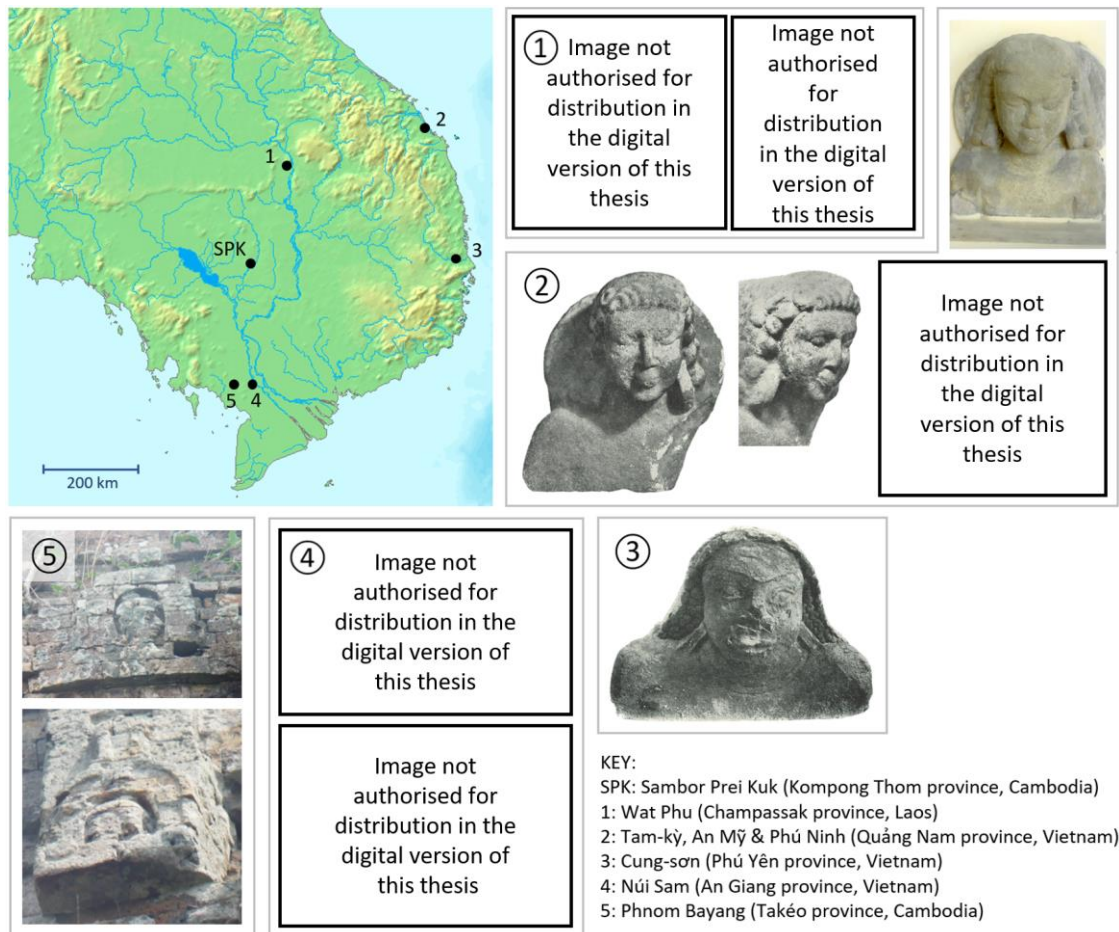 2
1
3
SPK
5
4
200 km
①
Image not
authorised for
distribution in
the digital
version of this
thesis
Image not
authorised
for
distribution
in the digital
version of
this thesis
②
Image not
authorised for
distribution in
the digital
version of this
thesis
⑤
④
Image not
authorised for
distribution in the
digital version of
this thesis
Image not
authorised for
distribution in the
digital version of
this thesis
③
KEY:
SPK: Sambor Prei Kuk (Kompong Thom province, Cambodia)
1: Wat Phu (Champassak province, Laos)
2: Tam-kỳ, An Mỹ & Phú Ninh (Quảng Nam province, Vietnam)
3: Cung-sơn (Phú Yên province, Vietnam)
4: Núi Sam (An Giang province, Vietnam)
5: Phnom Bayang (Takéo province, Cambodia)